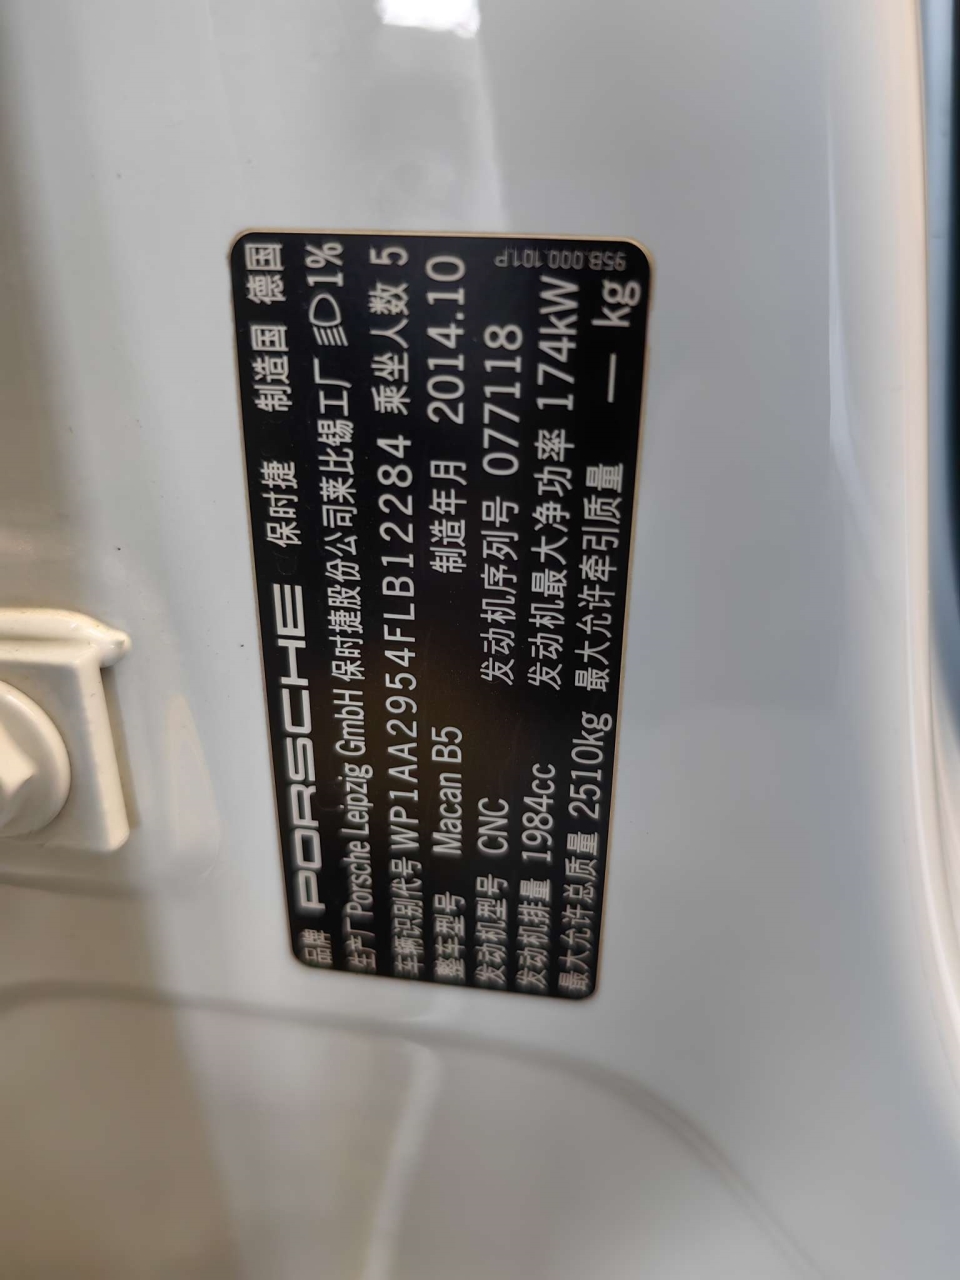 品牌 PORSCHE 保时捷 制造国 德国
生产厂 Porsche Leipzig GmbH 保时捷股份公司莱比锡工厂 1%
车辆识别代号 WP1AA2954FLB12284 乘坐人数 5
整车型号 Macan B5 制造年月 2014.10
发动机型号 CNC 发动机序列号 077118
发动机排量 1984cc 发动机最大净功率 174kW
最大允许总质量 2510kg 最大允许牵引质量 — kg
95B.000.101.P